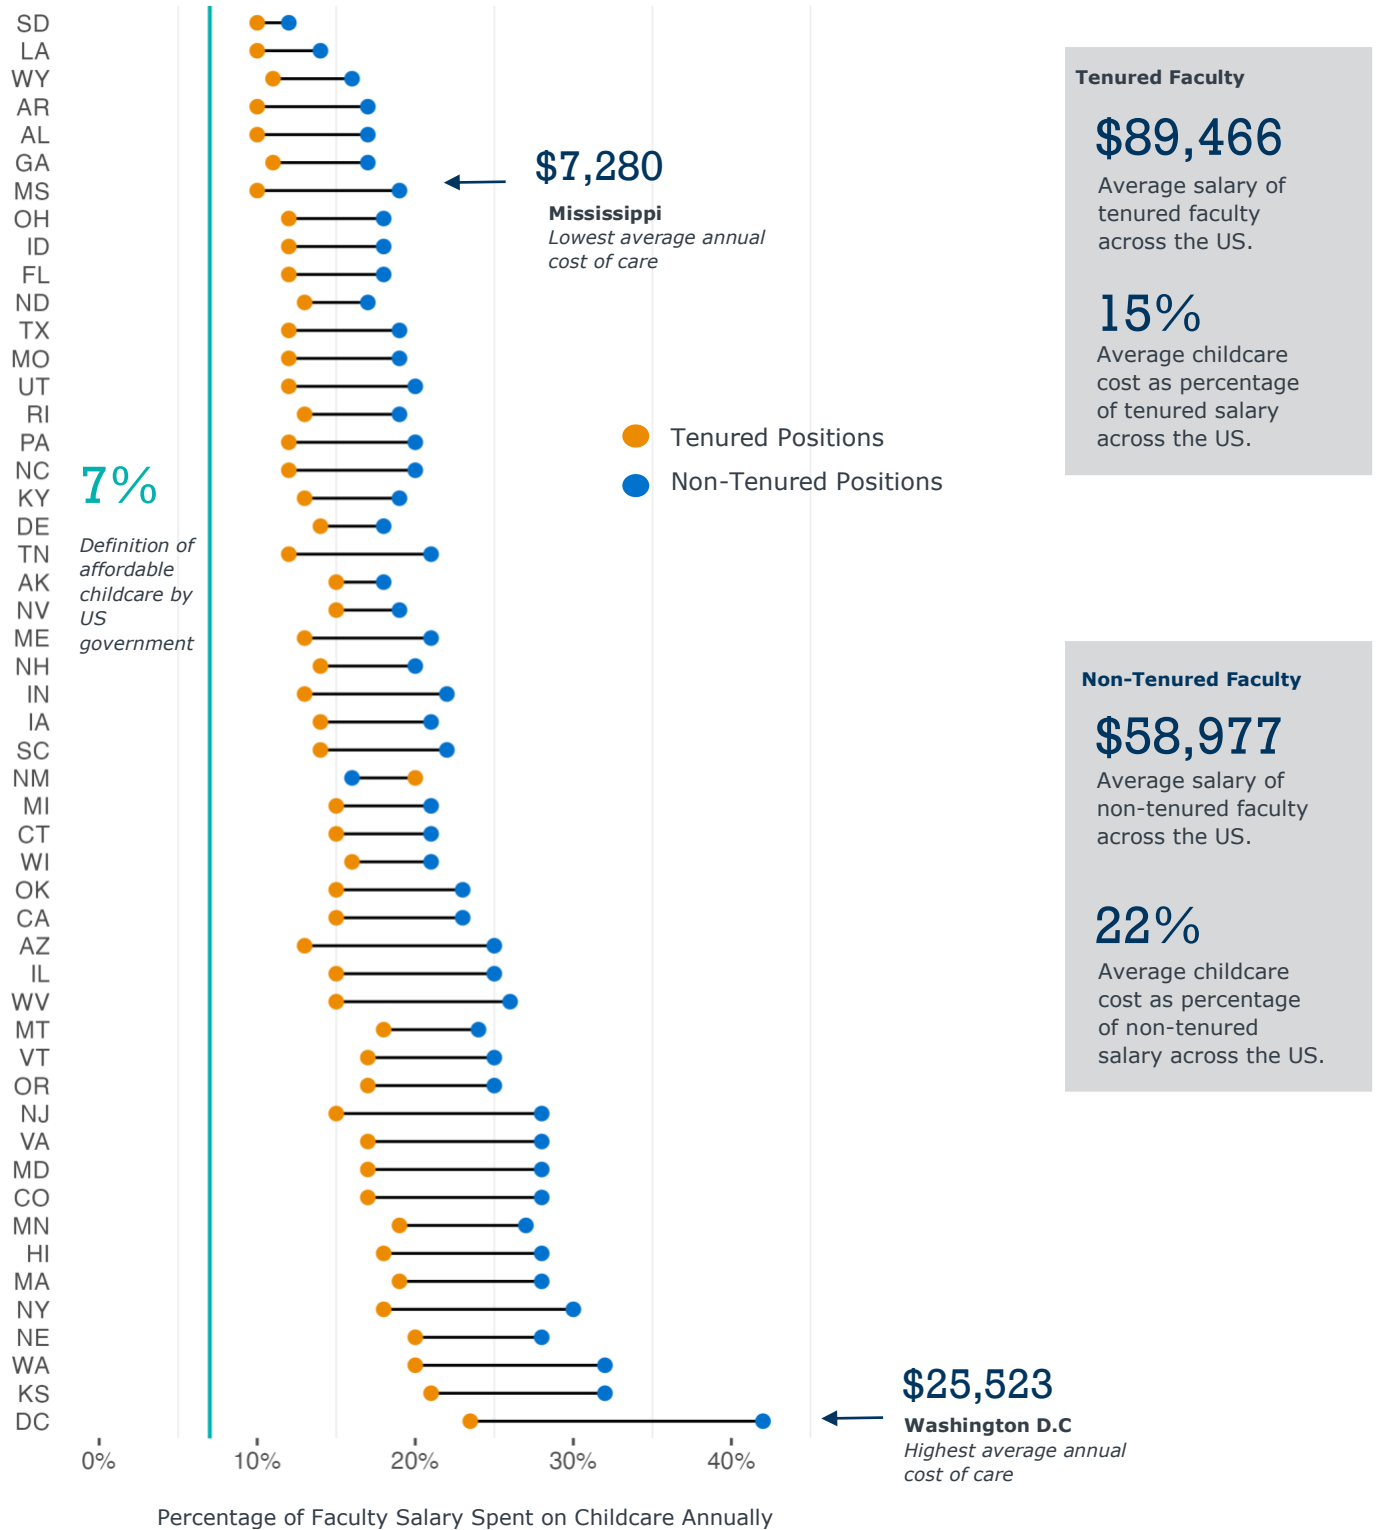 SD
LA
WY
AR
AL
GA
MS
OH
ID
FL
ND
TX
MO
UT
RI
PA
NC
KY
DE
TN
AK
NV
ME
NH
IN
IA
SC
NM
MI
CT
WI
OK
CA
AZ
IL
WV
MT
VT
OR
NJ
VA
MD
CO
MN
HI
MA
NY
NE
WA
KS
DC
7%
Definition of
affordable
childcare by
US
government
$7,280
Mississippi
Lowest average annual
cost of care
Tenured Positions
Non-Tenured Positions
Tenured Faculty
$89,466
Average salary of
tenured faculty
across the US.
15%
Average childcare
cost as percentage
of tenured salary
across the US.
Non-Tenured Faculty
$58,977
Average salary of
non-tenured faculty
across the US.
22%
Average childcare
cost as percentage
of non-tenured
salary across the US.
$25,523
Washington D.C
Highest average annual
cost of care
0% 10% 20% 30% 40%
Percentage of Faculty Salary Spent on Childcare Annually